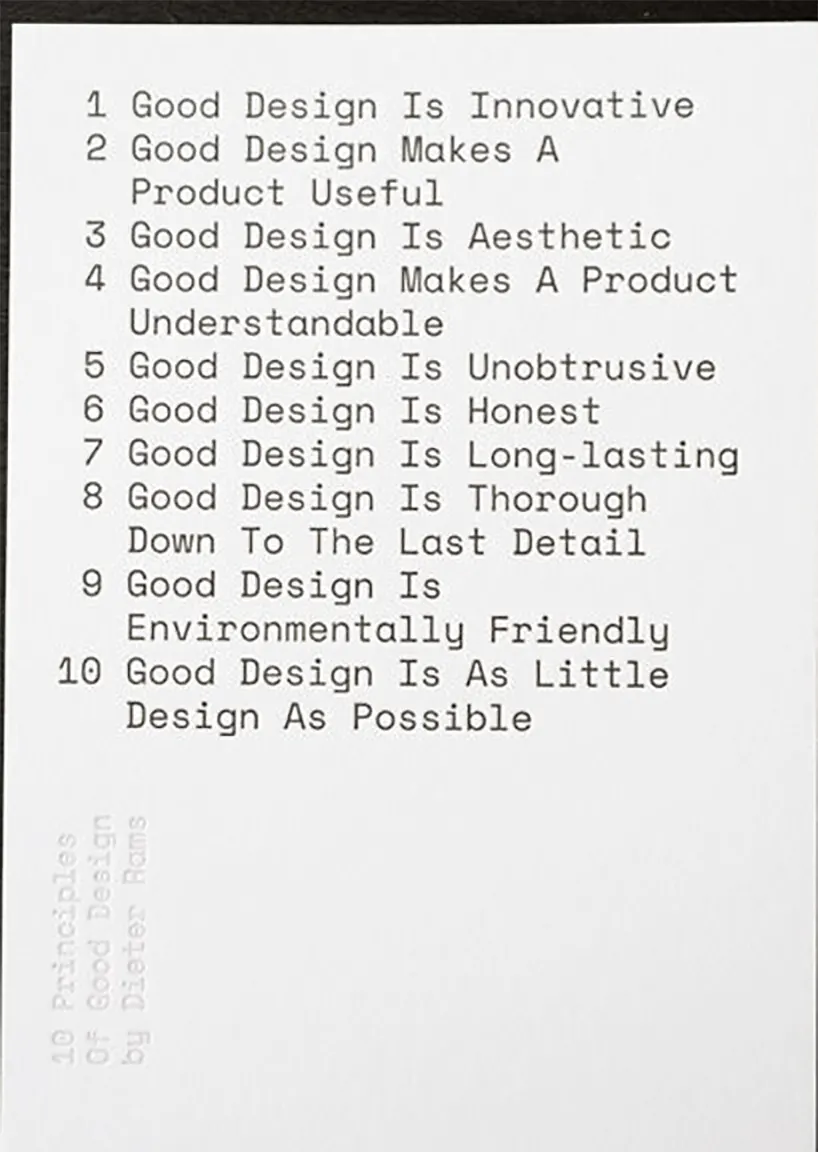 1 Good Design Is Innovative
2 Good Design Makes A
Product Useful
3 Good Design Is Aesthetic
4 Good Design Makes A Product
Understandable
5 Good Design Is Unobtrusive
6 Good Design Is Honest
7 Good Design Is Long-lasting
8 Good Design Is Thorough
Down To The Last Detail
9 Good Design Is
Environmentally Friendly
10 Good Design Is As Little
Design As Possible
10 Principles
Of Good Design
by Dieter Rams